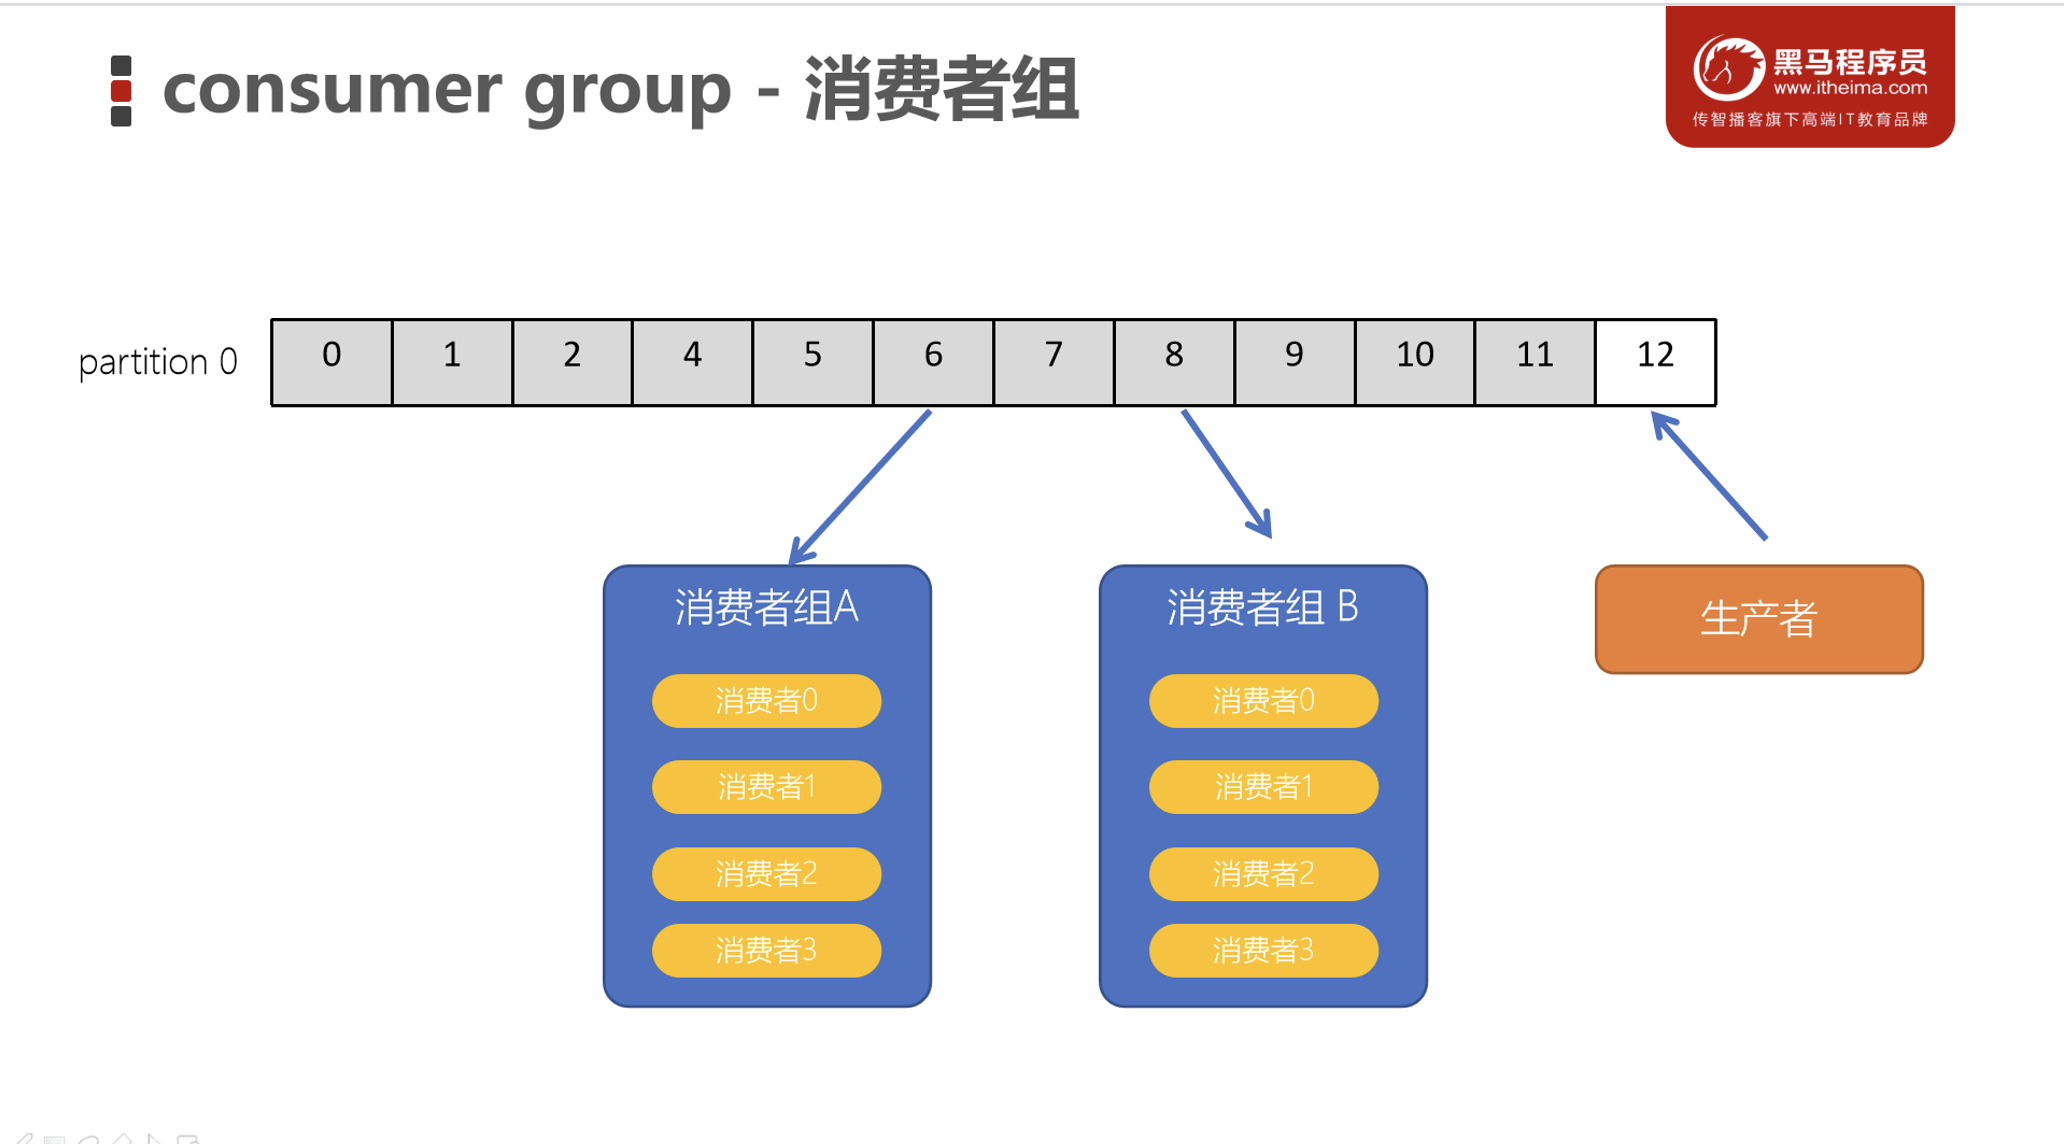 consumer group - 消费者组
黑马程序员
www.itheima.com
传智播客旗下高端IT教育品牌
partition 0
0 1 2 4 5 6 7 8 9 10 11 12
消费者组A
消费者0
消费者1
消费者2
消费者3
消费者组 B
消费者0
消费者1
消费者2
消费者3
生产者